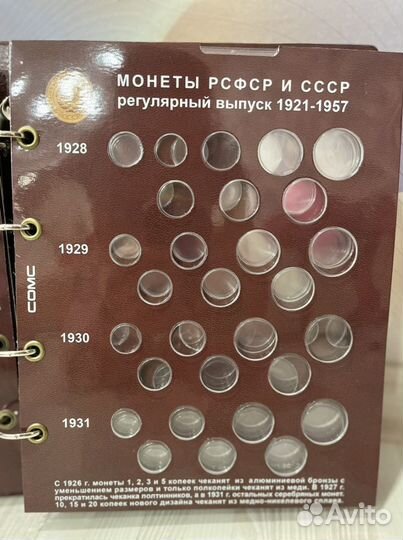 МОНЕТЫ РСФСР И СССР
регулярный выпуск 1921-1957
1928
1929
COMC
1930
1931
С 1926 г. монеты 1, 2, 3 и 5 копеек чеканят из алюминиевой бронзы с
уменьшением размеров и только полкопейки чеканят из меди. В 1927 г.
прекратилась чеканка полтинников, а в 1931 г. остальных серебряных монет.
10, 15 и 20 копеек нового дизайна чеканят из медно-никелевого сплава.
Avito